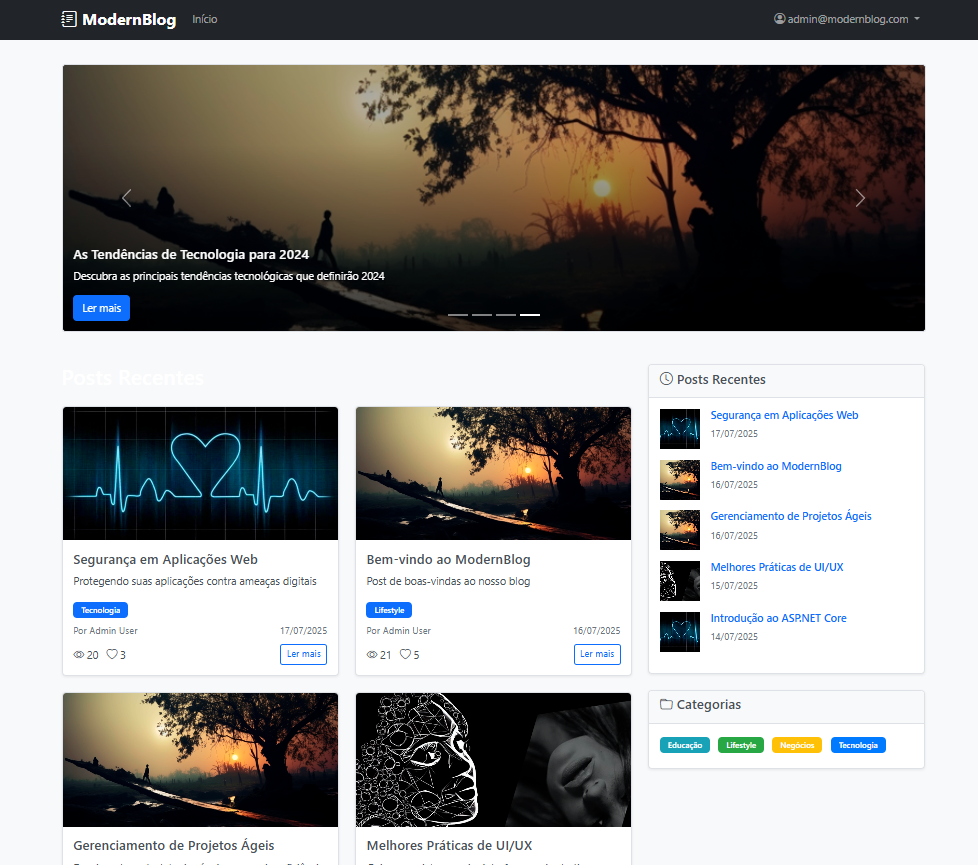 ModernBlog
Início
admin@modernblog.com
As Tendências de Tecnologia para 2024
Descubra as principais tendências tecnológicas que definirão 2024
Ler mais
Posts Recentes
Segurança em Aplicações Web
Protegendo suas aplicações contra ameaças digitais
Tecnologia
Por Admin User
17/07/2025
20
3
Ler mais
Bem-vindo ao ModernBlog
Post de boas-vindas ao nosso blog
Lifestyle
Por Admin User
16/07/2025
21
5
Ler mais
Gerenciamento de Projetos Ágeis
Melhores Práticas de UI/UX
Posts Recentes
Segurança em Aplicações Web
17/07/2025
Bem-vindo ao ModernBlog
16/07/2025
Gerenciamento de Projetos Ágeis
16/07/2025
Melhores Práticas de UI/UX
15/07/2025
Introdução ao ASP.NET Core
14/07/2025
Categorias
Educação
Lifestyle
Negócios
Tecnologia